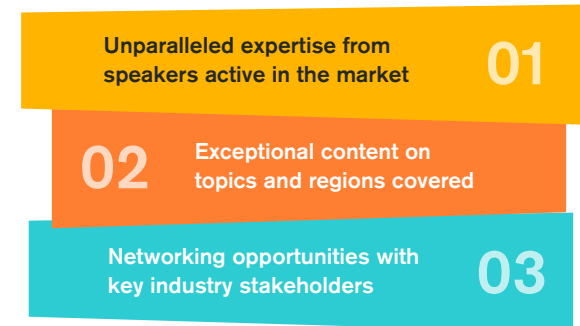 Unparalleled expertise from
speakers active in the market
01
02
Exceptional content on
topics and regions covered
Networking opportunities with
key industry stakeholders
03